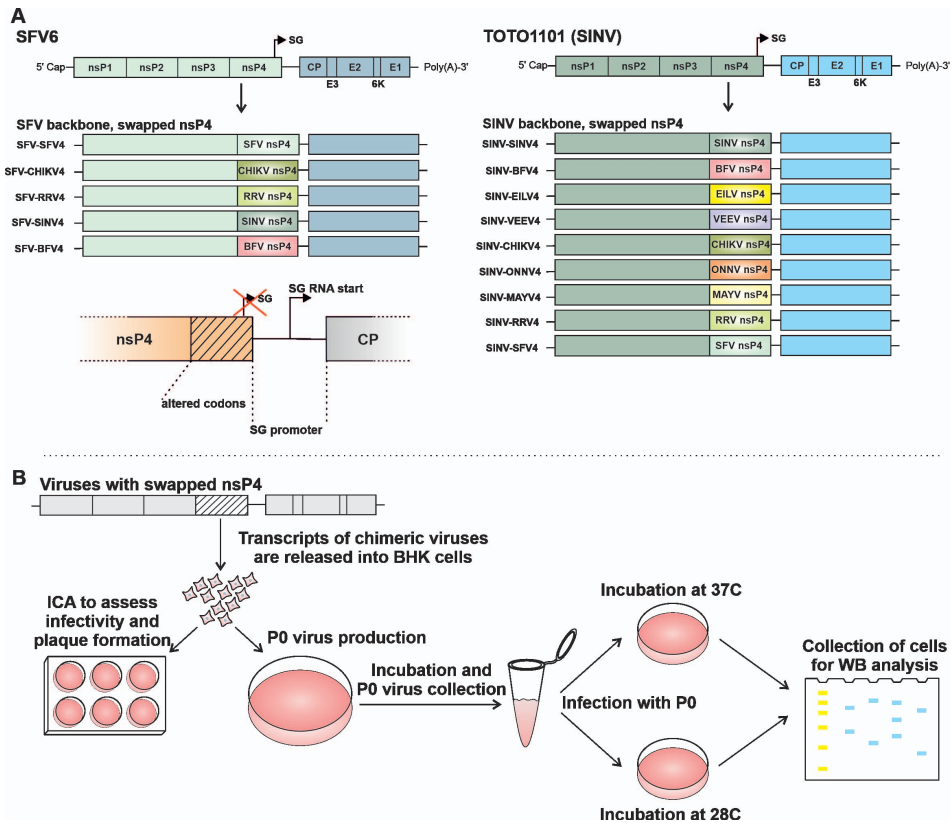 A
SFV6
SG
5' Cap
nsP1 nsP2 nsP3 nsP4
CP E2 E1
Poly(A)-3'
E3 6K
SFV backbone, swapped nsP4
SFV-SFV4 SFV nsP4
SFV-CHIKV4 CHIKV nsP4
SFV-RRV4 RRV nsP4
SFV-SINV4 SINV nsP4
SFV-BFV4 BFV nsP4
SG
SG RNA start
nsP4
CP
altered codons
SG promoter
TOTO1101 (SINV)
SG
5' Cap
nsP1 nsP2 nsP3 nsP4
CP E2 E1
Poly(A)-3'
E3 6K
SINV backbone, swapped nsP4
SINV-SINV4 SINV nsP4
SINV-BFV4 BFV nsP4
SINV-EILV4 EILV nsP4
SINV-VEEV4 VEEV nsP4
SINV-CHIKV4 CHIKV nsP4
SINV-ONNV4 ONNV nsP4
SINV-MAYV4 MAYV nsP4
SINV-RRV4 RRV nsP4
SINV-SFV4 SFV nsP4
B
Viruses with swapped nsP4
Transcripts of chimeric viruses
are released into BHK cells
ICA to assess
infectivity and
plaque formation
P0 virus production
Incubation and
P0 virus collection
Infection with P0
Incubation at 37C
Incubation at 28C
Collection of cells
for WB analysis